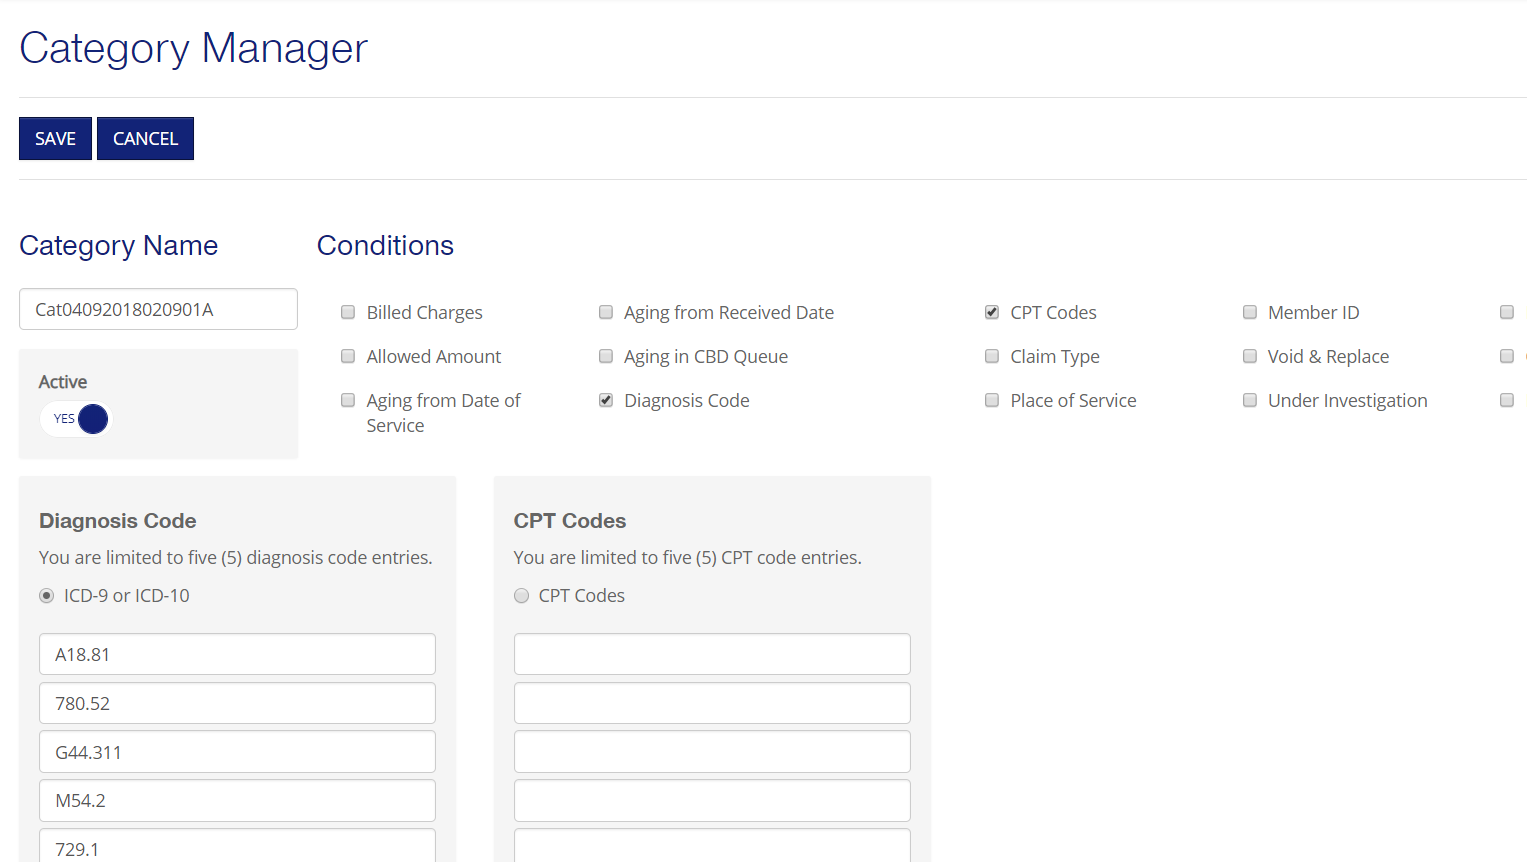 Category Manager
SAVE CANCEL
Category Name
Conditions
Cat04092018020901A
Active
YES
Billed Charges
Allowed Amount
Aging from Date of
Service
Aging from Received Date
Aging in CBD Queue
Diagnosis Code
CPT Codes
Claim Type
Place of Service
Member ID
Void & Replace
Under Investigation
Diagnosis Code
You are limited to five (5) diagnosis code entries.
ICD-9 or ICD-10
A18.81
780.52
G44.311
M54.2
729.1
CPT Codes
You are limited to five (5) CPT code entries.
CPT Codes